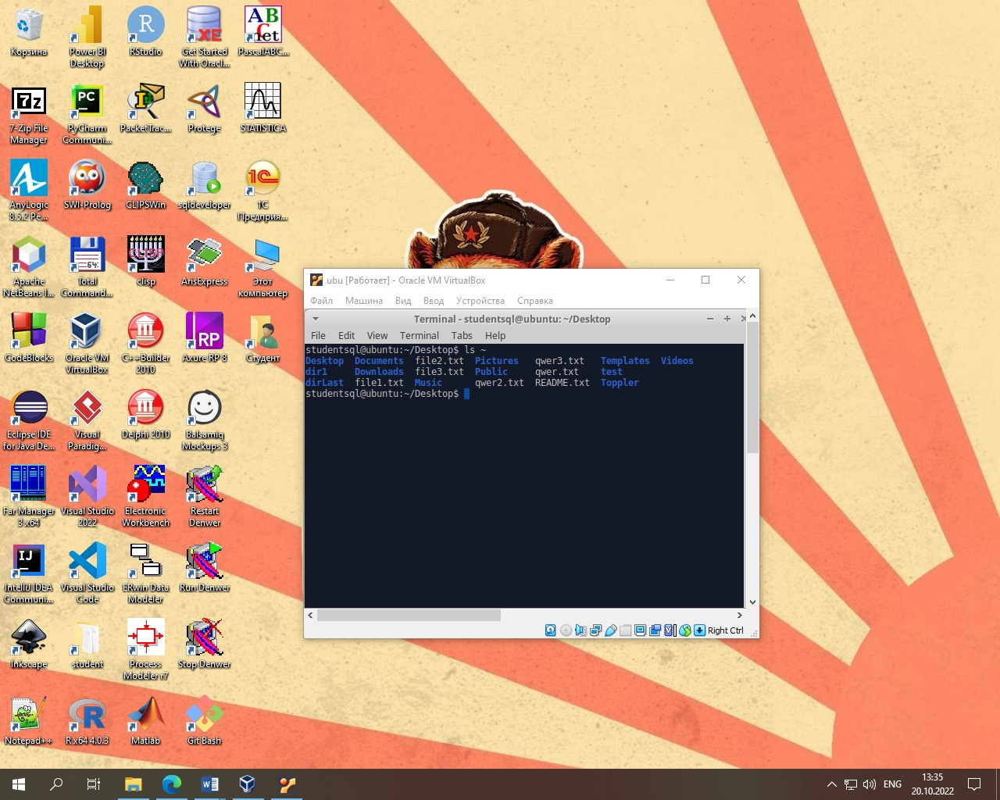 Корзина
Power BI
Desktop
RStudio
Get Started
With Oracl...
PascalABC...
7-Zip File
Manager
PyCharm
Communi...
PacketTrac...
Protege
STATISTICA
AnyLogic
8.5.2 Pe...
SWI-Prolog
CLIPSWin
sqldeveloper
1С
Предприя...
Apache
NetBeans I...
Total
Command...
clisp
ArisExpress
Этот
компьютер
CodeBlocks
Oracle VM
VirtualBox
C++Builder
2010
Axure RP 8
Студент
Eclipse IDE
for Java De...
Visual
Paradig...
Delphi 2010
Balsamiq
Mockups 3
Far Manager
3 x64
Visual Studio
2022
Electronic
Workbench
Restart
Denwer
IntelliJ IDEA
Communi...
Visual Studio
Code
ERwin Data
Modeler
Run Denwer
Inkscape
student
Process
Modeler r7
Stop Denwer
Notepad++
R x64 4.0.3
Matlab
Git Bash
ubu [Работает] - Oracle VM VirtualBox
Файл Машина Вид Ввод Устройства Справка
Terminal - studentsql@ubuntu: ~/Desktop
File Edit View Terminal Tabs Help
studentsql@ubuntu:~/Desktop$ ls ~
Desktop Documents file2.txt Pictures qwer3.txt Templates Videos
dir1 Downloads file3.txt Public qwer.txt test
dirLast file1.txt Music qwer2.txt README.txt Toppler
studentsql@ubuntu:~/Desktop$
Right Ctrl
ENG
13:35
20.10.2022